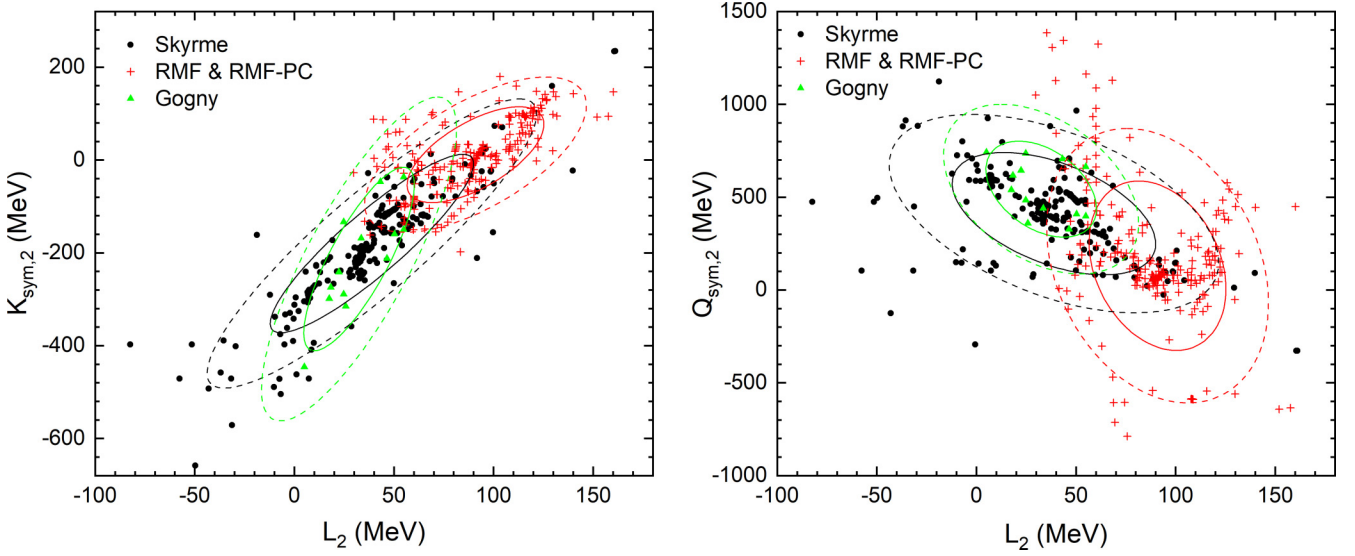 200
0
-200
-400
-600
-100
-50
0
50
100
150
K_sym,2 (MeV)
L_2 (MeV)
Skyrme
RMF & RMF-PC
Gogny
1500
1000
500
0
-500
-1000
-100
-50
0
50
100
150
Q_sym,2 (MeV)
L_2 (MeV)
Skyrme
RMF & RMF-PC
Gogny